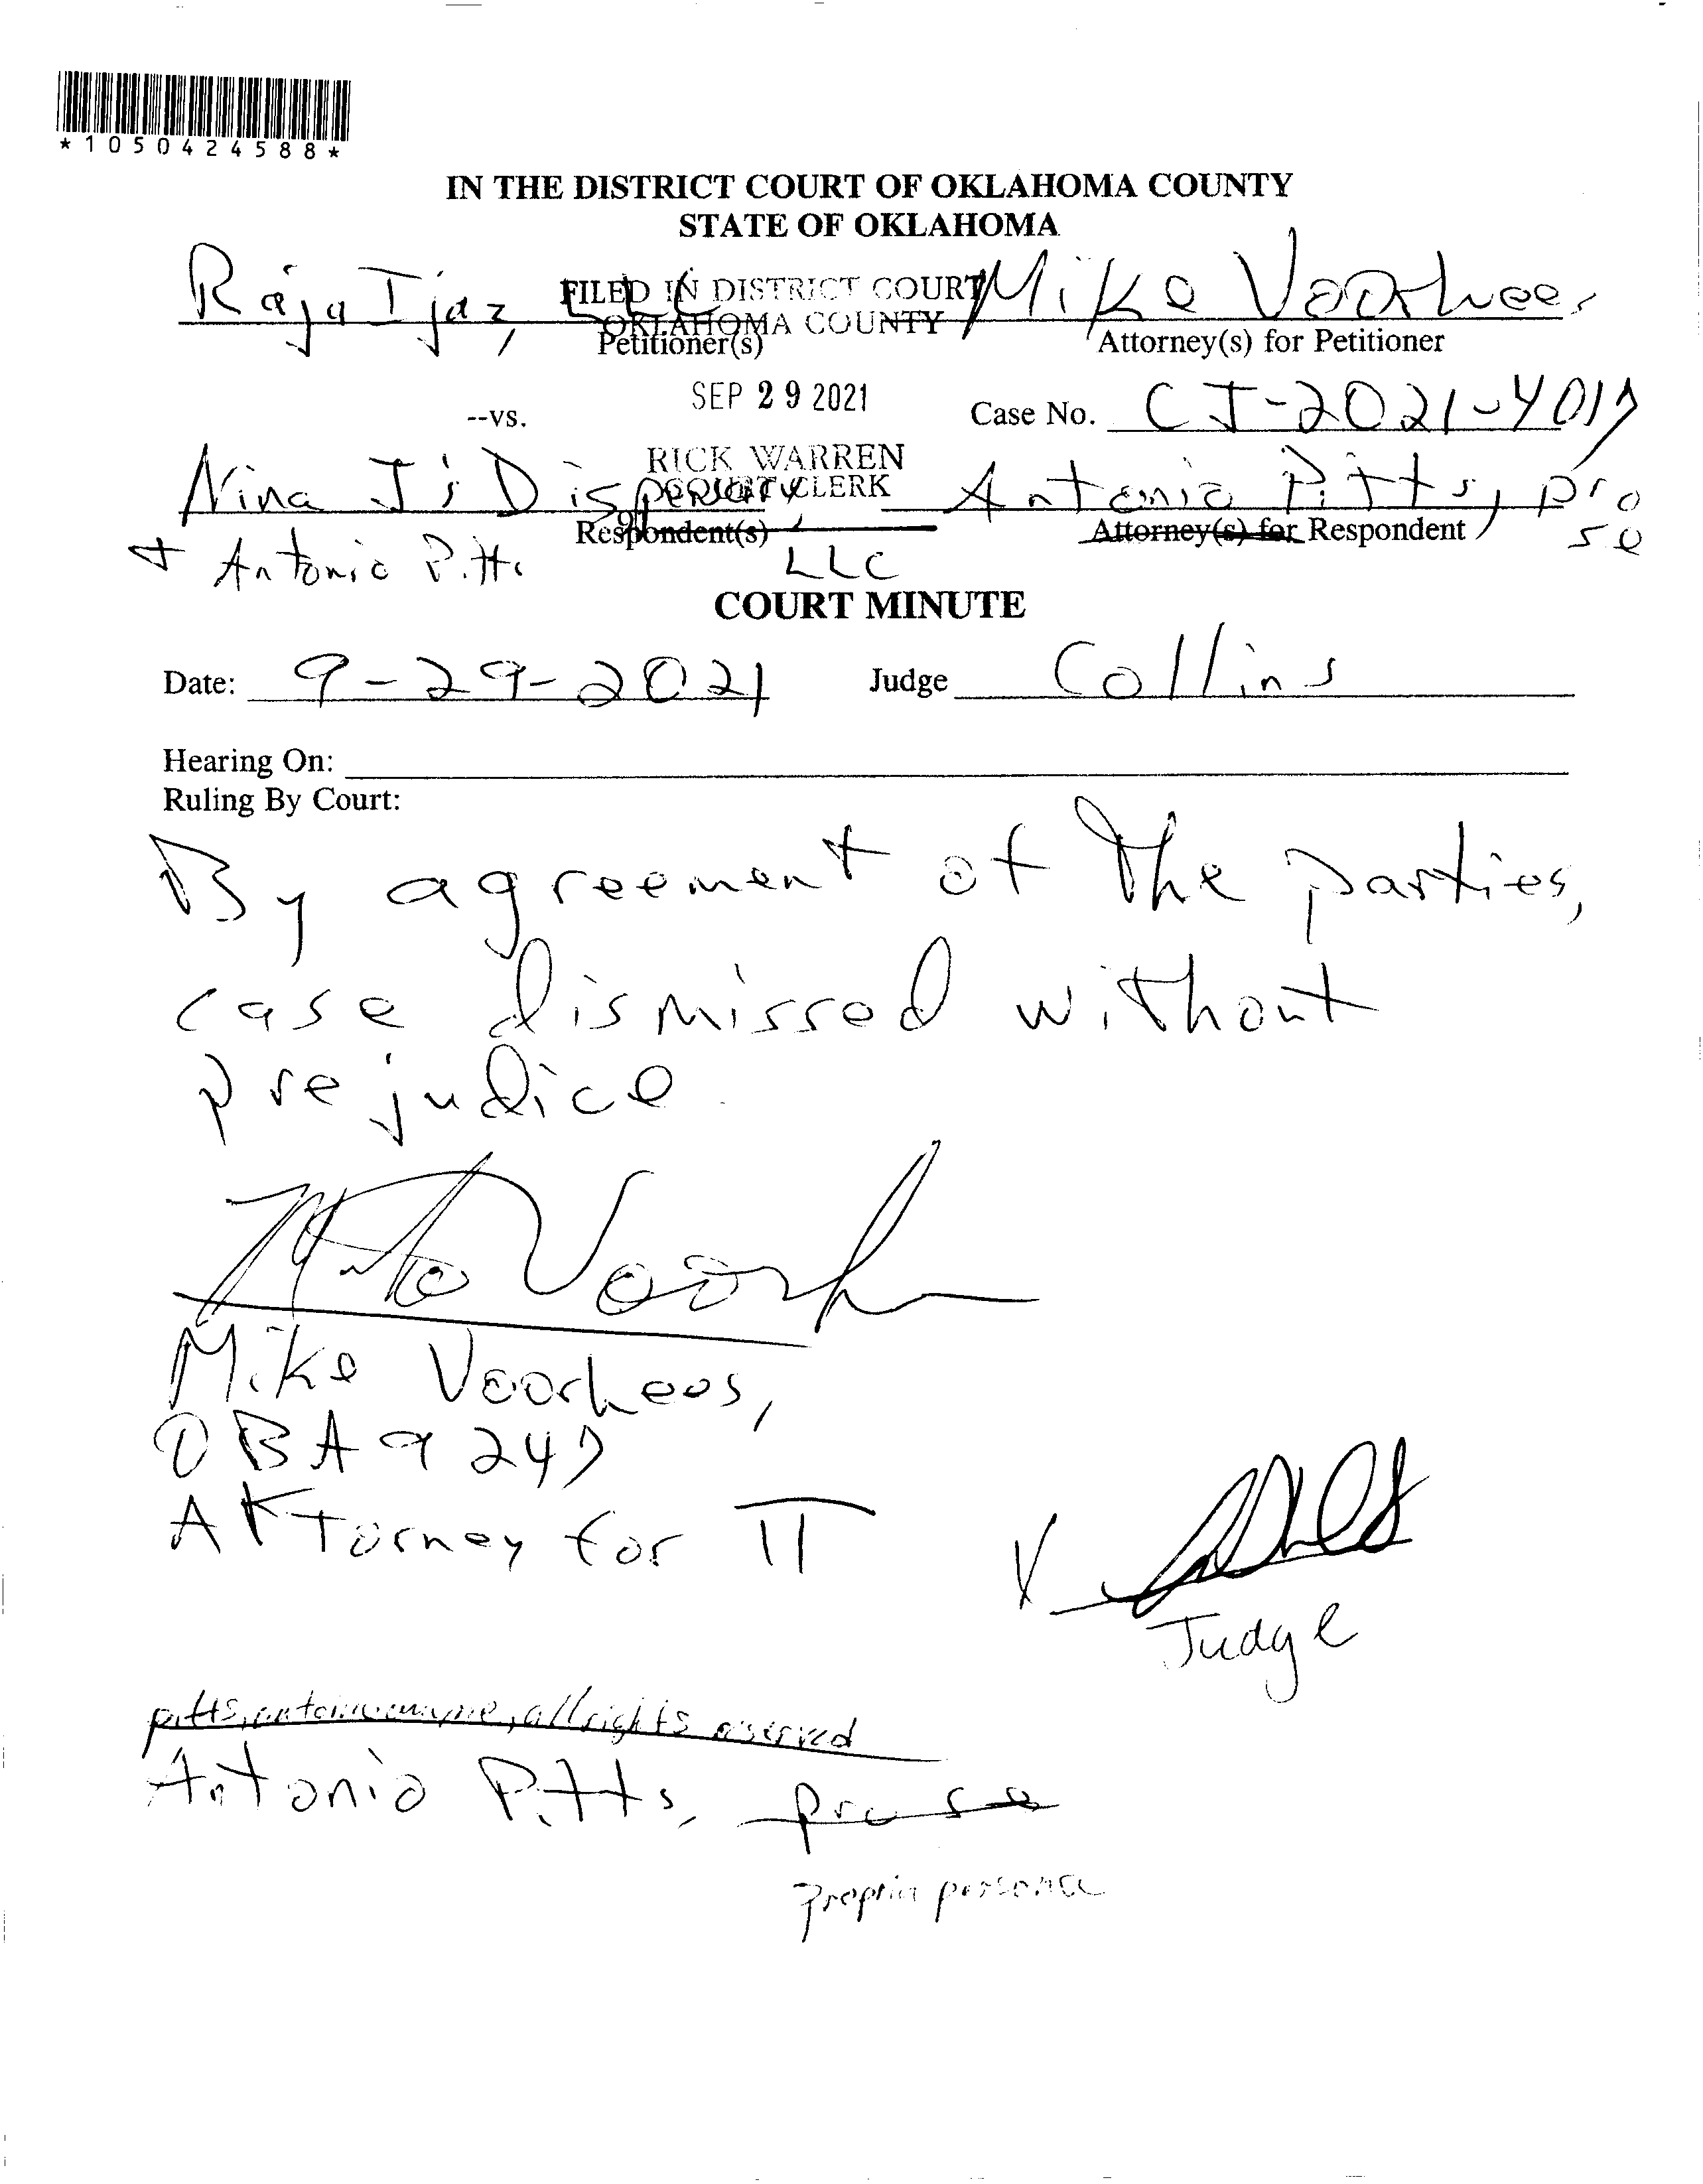 *1050424588*
IN THE DISTRICT COURT OF OKLAHOMA COUNTY
STATE OF OKLAHOMA
Raja Ijaz, LLC
FILED IN DISTRICT COURT
OKLAHOMA COUNTY
Mike Voorhees
Petitioner(s)
Attorney(s) for Petitioner
SEP 29 2021
--vs.
Case No. CJ-2021-4017
RICK WARREN
COURT CLERK
Nina J's Dispensary,
Antonio Pitts, pro
se
Respondent(s)
Attorney(s) for Respondent
LLC
+ Antonio Pitts
COURT MINUTE
Date: 9-29-2021 Judge Collins
Hearing On:
Ruling By Court:
By agreement of the parties,
case dismissed without
prejudice.
Mike Voorhees
Mike Voorhees,
OBA 9247
Attorney for π
X
Judge
pitts, all rights reserved
Antonio Pitts, pro se
propria persona